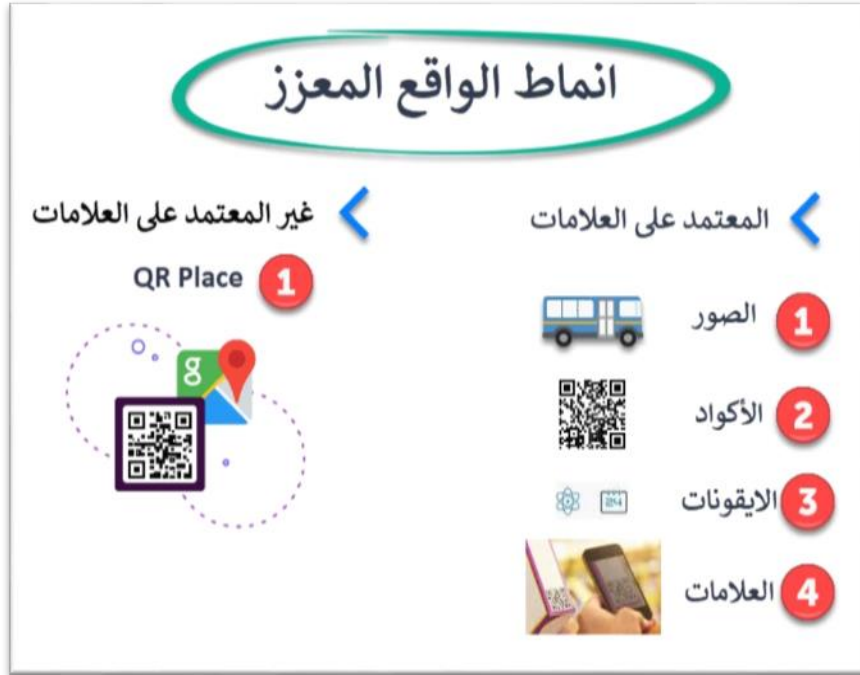 انماط الواقع المعزز
المعتمد على العلامات
1 الصور
2 الأكواد
3 الايقونات
4 العلامات
غير المعتمد على العلامات
1 QR Place
g